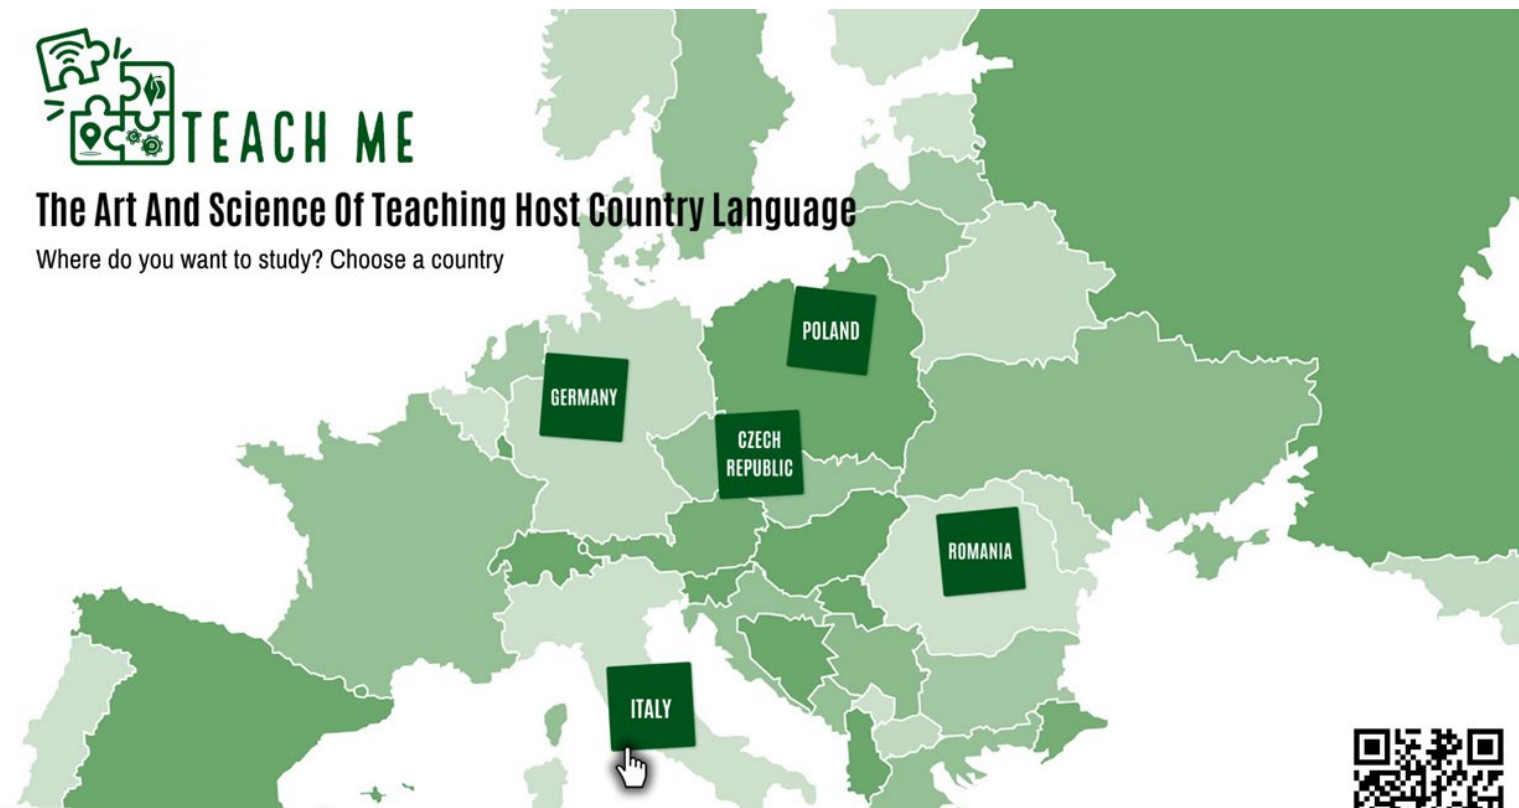 TEACH ME
The Art And Science Of Teaching Host Country Language
Where do you want to study? Choose a country
POLAND
GERMANY
CZECH
REPUBLIC
ROMANIA
ITALY